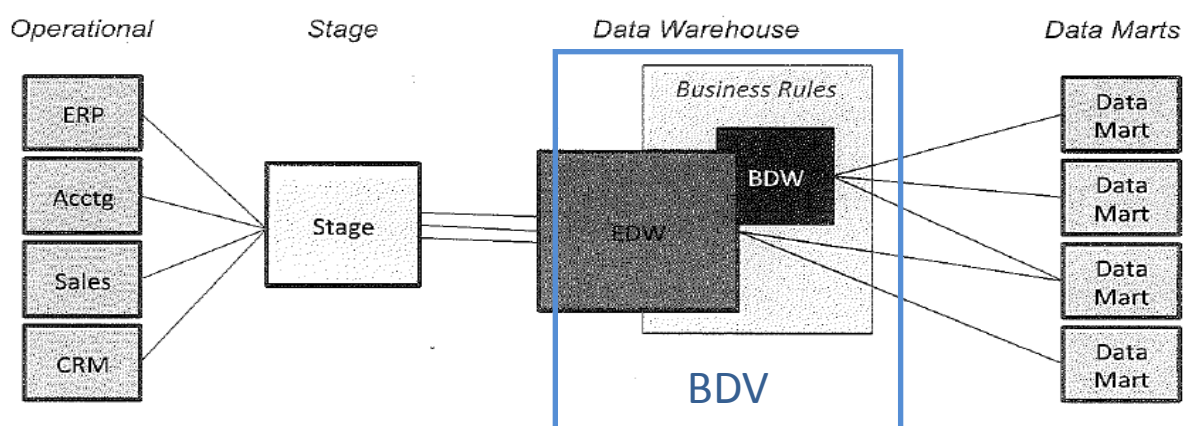 Operational
Stage
Data Warehouse
Data Marts
ERP
Acctg
Sales
CRM
Stage
Business Rules
BDW
EDW
BDV
Data
Mart
Data
Mart
Data
Mart
Data
Mart